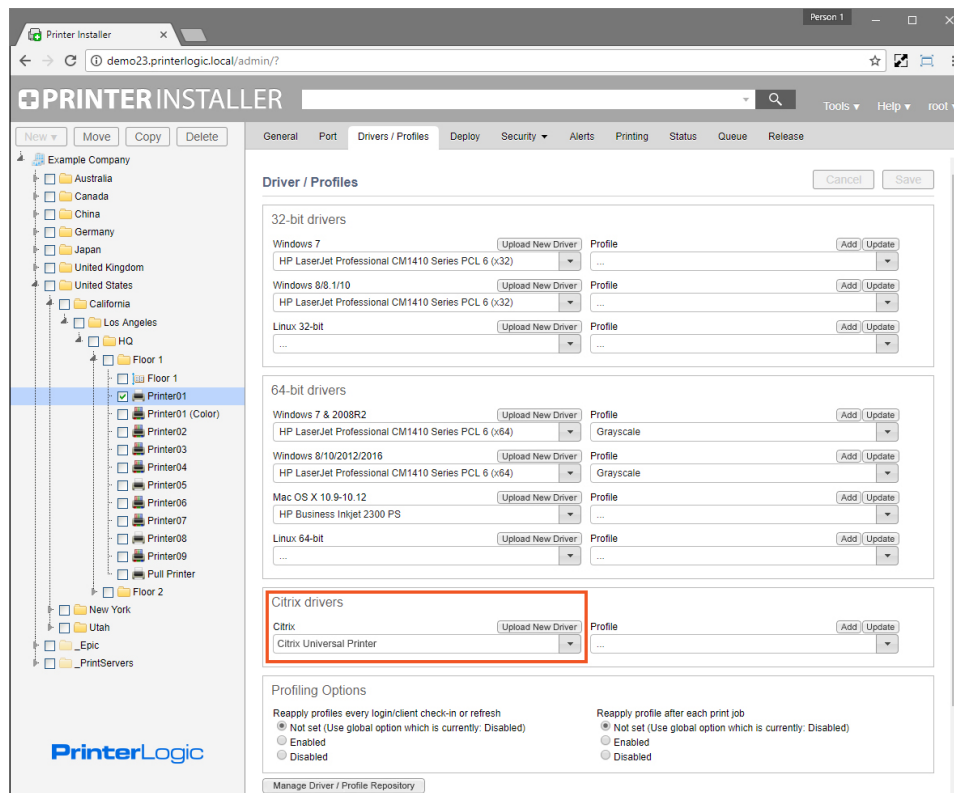 Person 1
Printer Installer
demo23.printerlogic.local/admin/?
PRINTERINSTALLER
Tools Help root
New Move Copy Delete
General Port Drivers / Profiles Deploy Security Alerts Printing Status Queue Release
Example Company
Australia
Canada
China
Germany
Japan
United Kingdom
United States
California
Los Angeles
HQ
Floor 1
Floor 1
Printer01
Printer01 (Color)
Printer02
Printer03
Printer04
Printer05
Printer06
Printer07
Printer08
Printer09
Pull Printer
Floor 2
New York
Utah
_Epic
_PrintServers
PrinterLogic
Driver / Profiles
Cancel Save
32-bit drivers
Windows 7 Upload New Driver Profile Add Update
HP LaserJet Professional CM1410 Series PCL 6 (x32) ...
Windows 8/8.1/10 Upload New Driver Profile Add Update
HP LaserJet Professional CM1410 Series PCL 6 (x32) ...
Linux 32-bit Upload New Driver Profile Add Update
... ...
64-bit drivers
Windows 7 & 2008R2 Upload New Driver Profile Add Update
HP LaserJet Professional CM1410 Series PCL 6 (x64) Grayscale
Windows 8/10/2012/2016 Upload New Driver Profile Add Update
HP LaserJet Professional CM1410 Series PCL 6 (x64) Grayscale
Mac OS X 10.9-10.12 Upload New Driver Profile Add Update
HP Business Inkjet 2300 PS ...
Linux 64-bit Upload New Driver Profile Add Update
... ...
Citrix drivers
Citrix Upload New Driver Profile Add Update
Citrix Universal Printer ...
Profiling Options
Reapply profiles every login/client check-in or refresh Reapply profile after each print job
Not set (Use global option which is currently: Disabled) Not set (Use global option which is currently: Disabled)
Enabled Enabled
Disabled Disabled
Manage Driver / Profile Repository